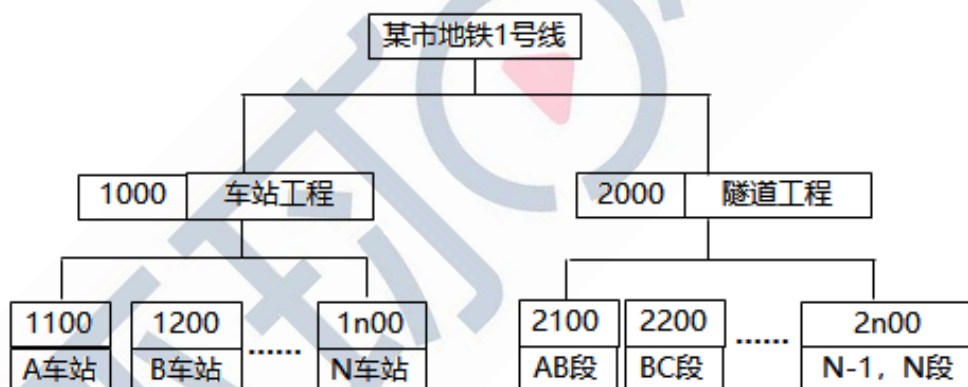 某市地铁1号线
1000 车站工程
2000 隧道工程
1100 1200 1n00 2100 2200 2n00
A车站 B车站 …… N车站 AB段 BC段 …… N-1，N段